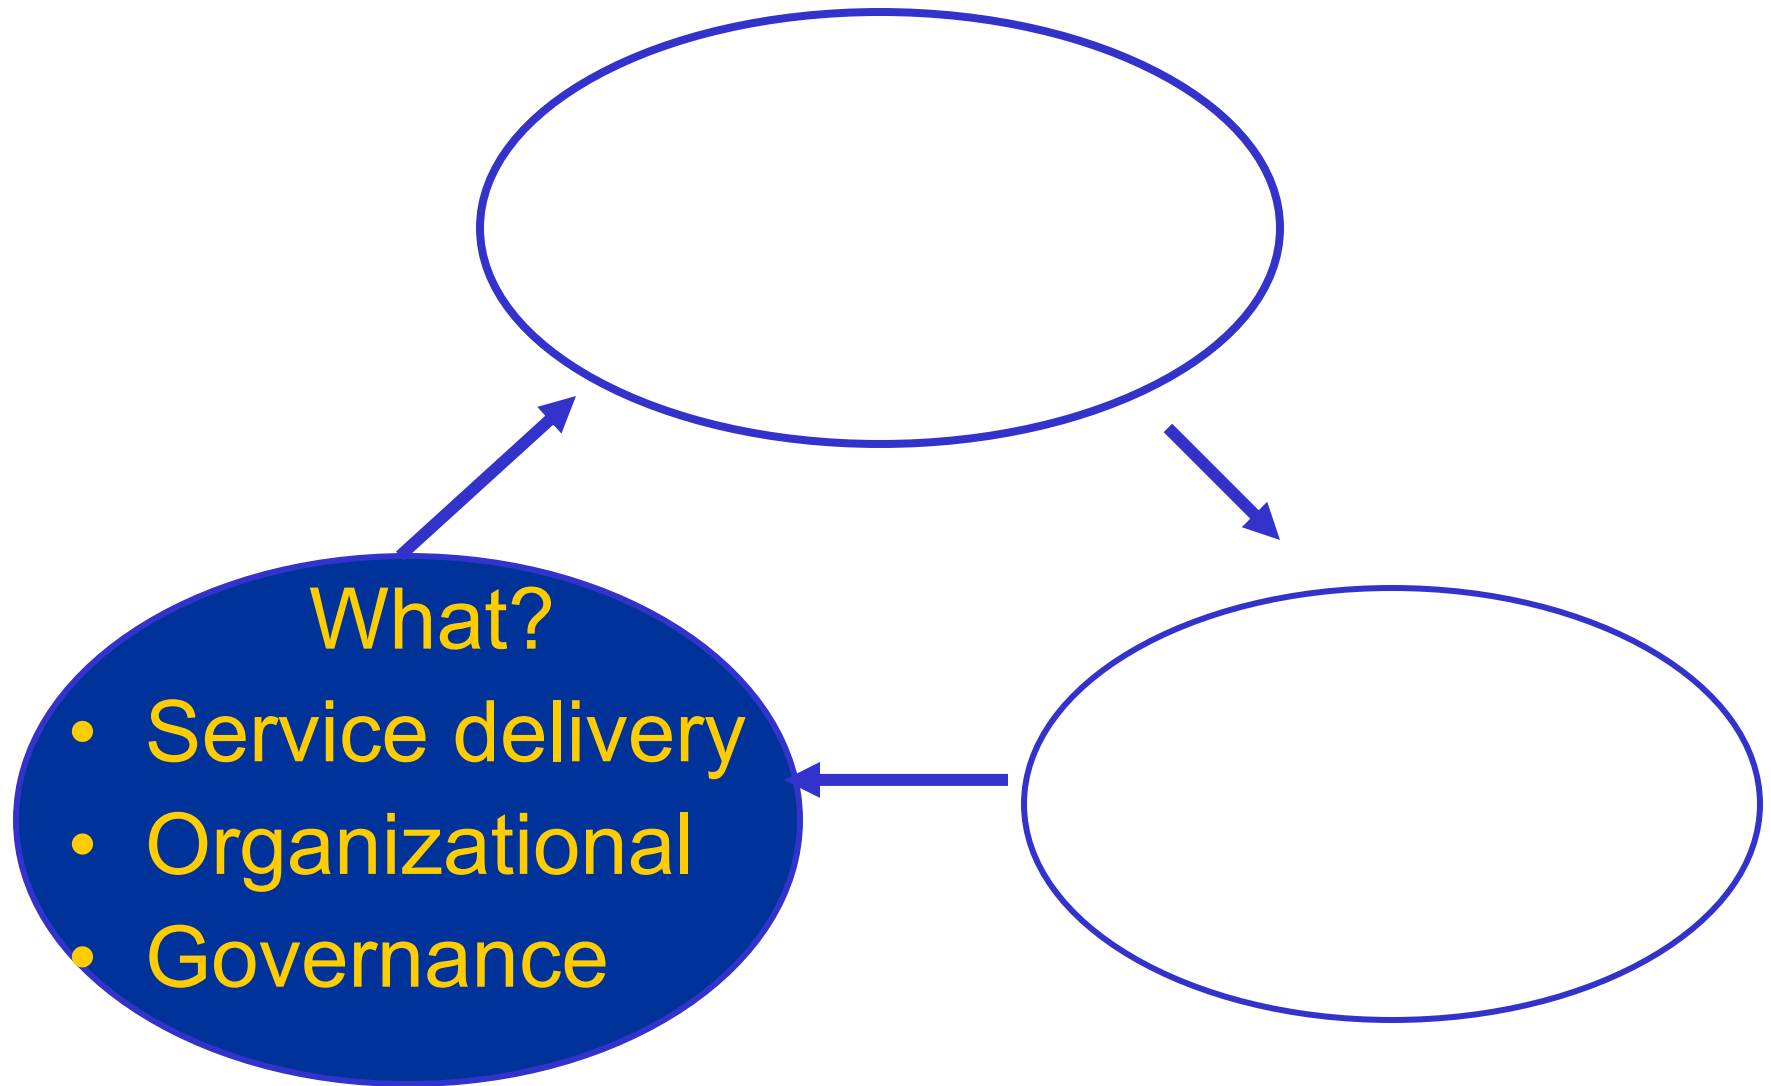 What?
• Service delivery
• Organizational
• Governance